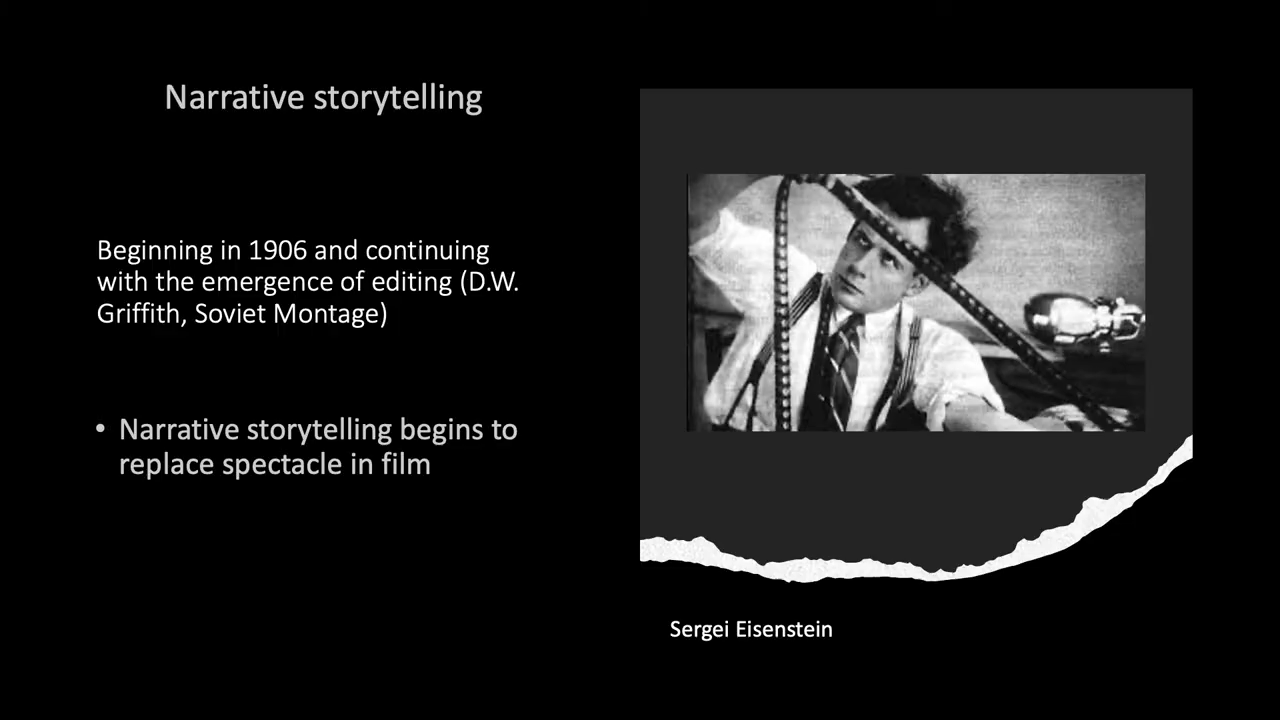 Narrative storytelling
Beginning in 1906 and continuing
with the emergence of editing (D.W.
Griffith, Soviet Montage)
• Narrative storytelling begins to
replace spectacle in film
Sergei Eisenstein